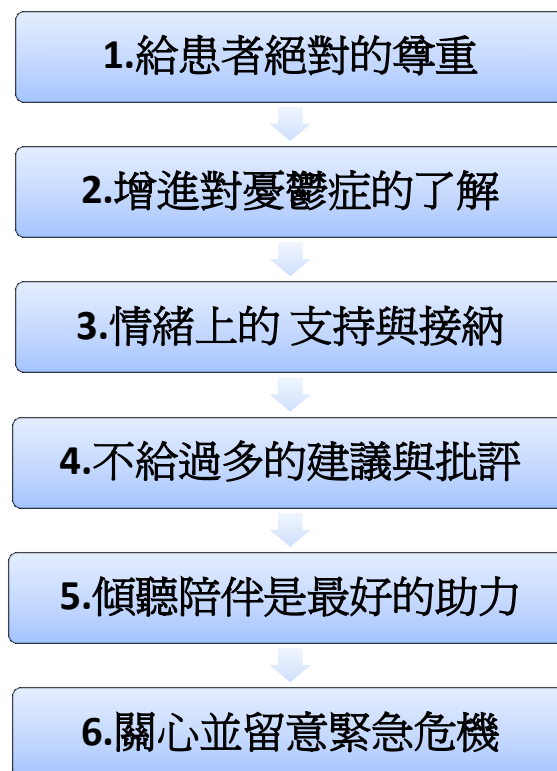 1.給患者絕對的尊重
2.增進對憂鬱症的了解
3.情緒上的 支持與接納
4.不給過多的建議與批評
5.傾聽陪伴是最好的助力
6.關心並留意緊急危機